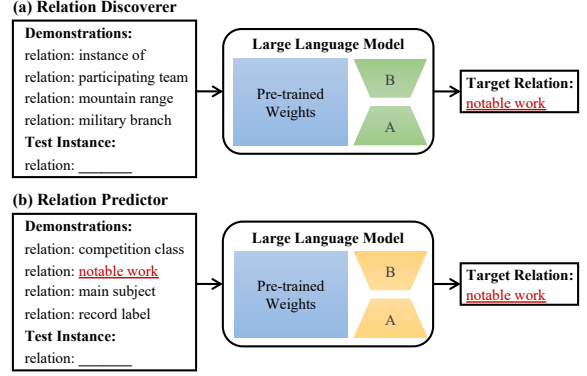 (a) Relation Discoverer
Demonstrations:
relation: instance of
relation: participating team
relation: mountain range
relation: military branch
Test Instance:
relation: _______
Large Language Model
Pre-trained
Weights
B
A
Target Relation:
notable work
(b) Relation Predictor
Demonstrations:
relation: competition class
relation: notable work
relation: main subject
relation: record label
Test Instance:
relation: _______
Large Language Model
Pre-trained
Weights
B
A
Target Relation:
notable work